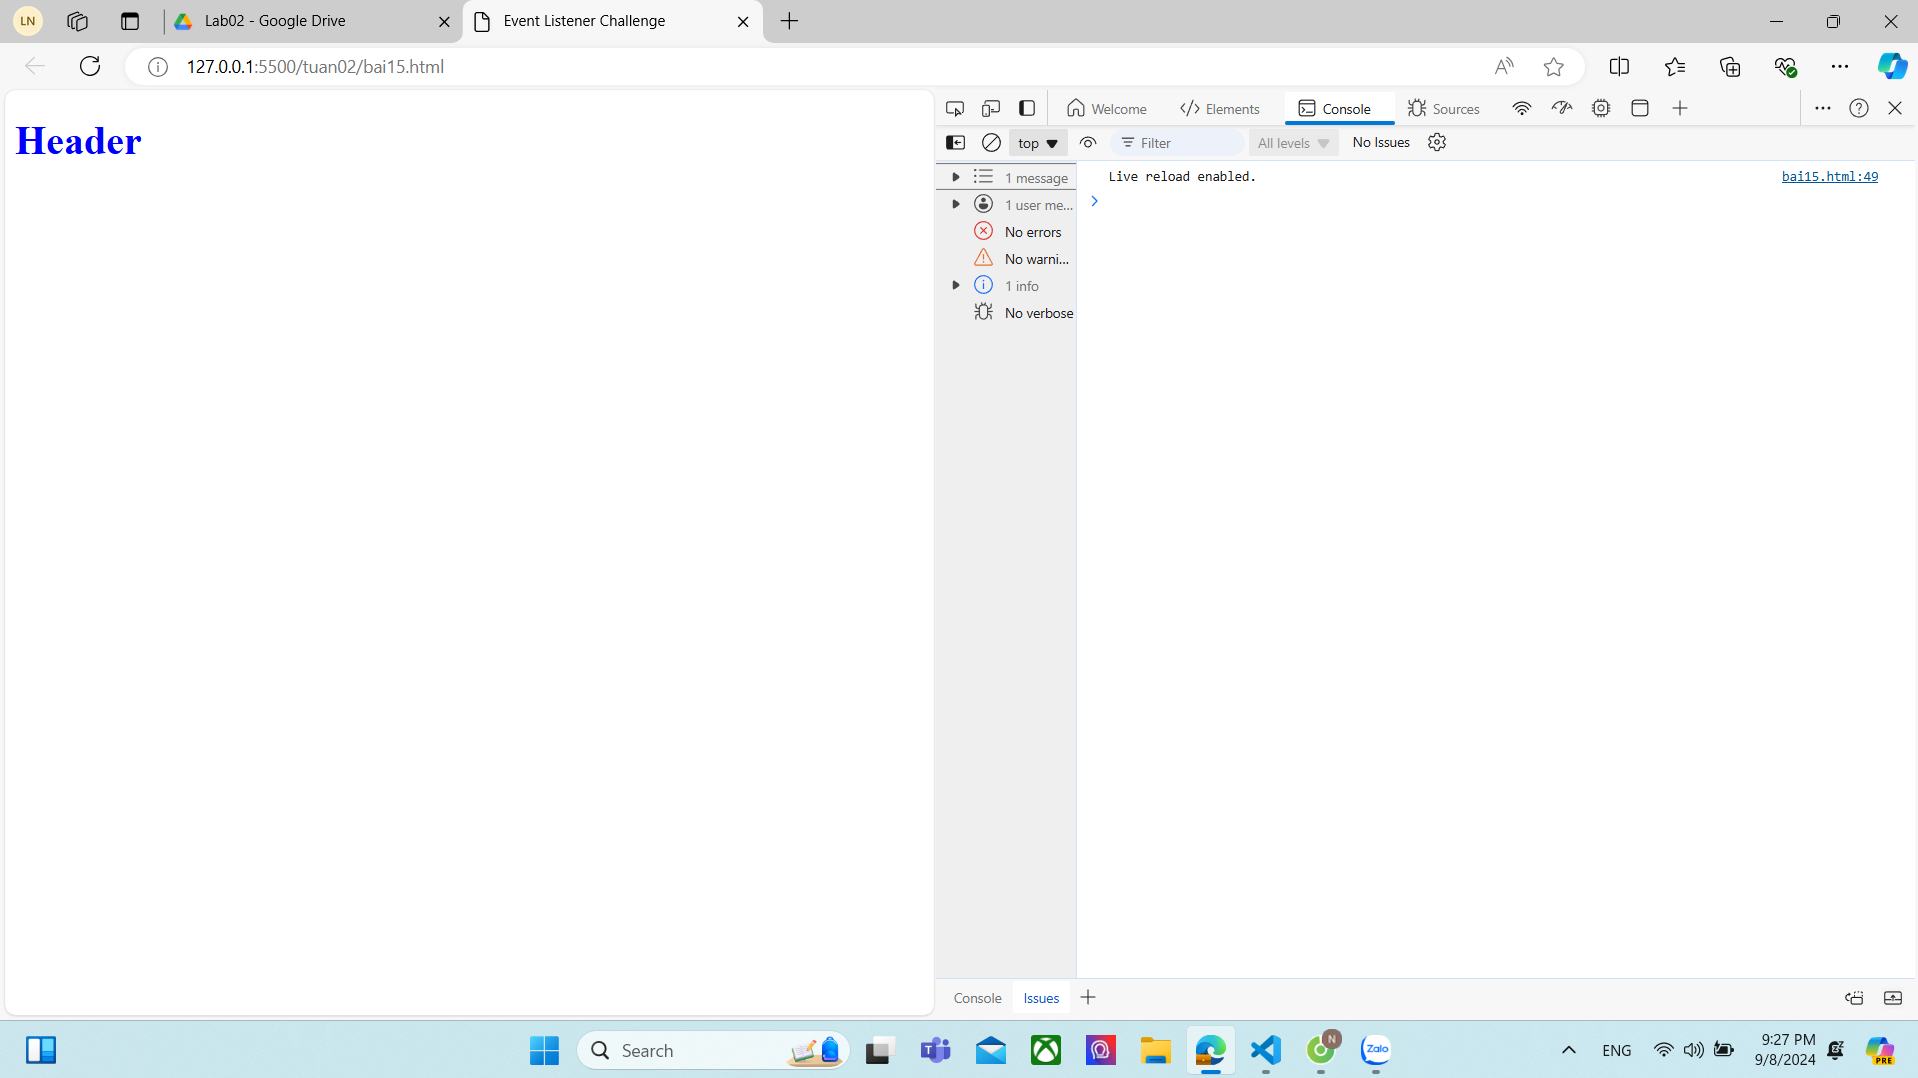 LN
Lab02 - Google Drive
Event Listener Challenge
127.0.0.1:5500/tuan02/bai15.html
Header
Welcome
Elements
Console
Sources
top
Filter
All levels
No Issues
1 message
1 user me...
No errors
No warni...
1 info
No verbose
Live reload enabled.
bai15.html:49
Console
Issues
Search
N
Zalo
ENG
9:27 PM
9/8/2024
PRE